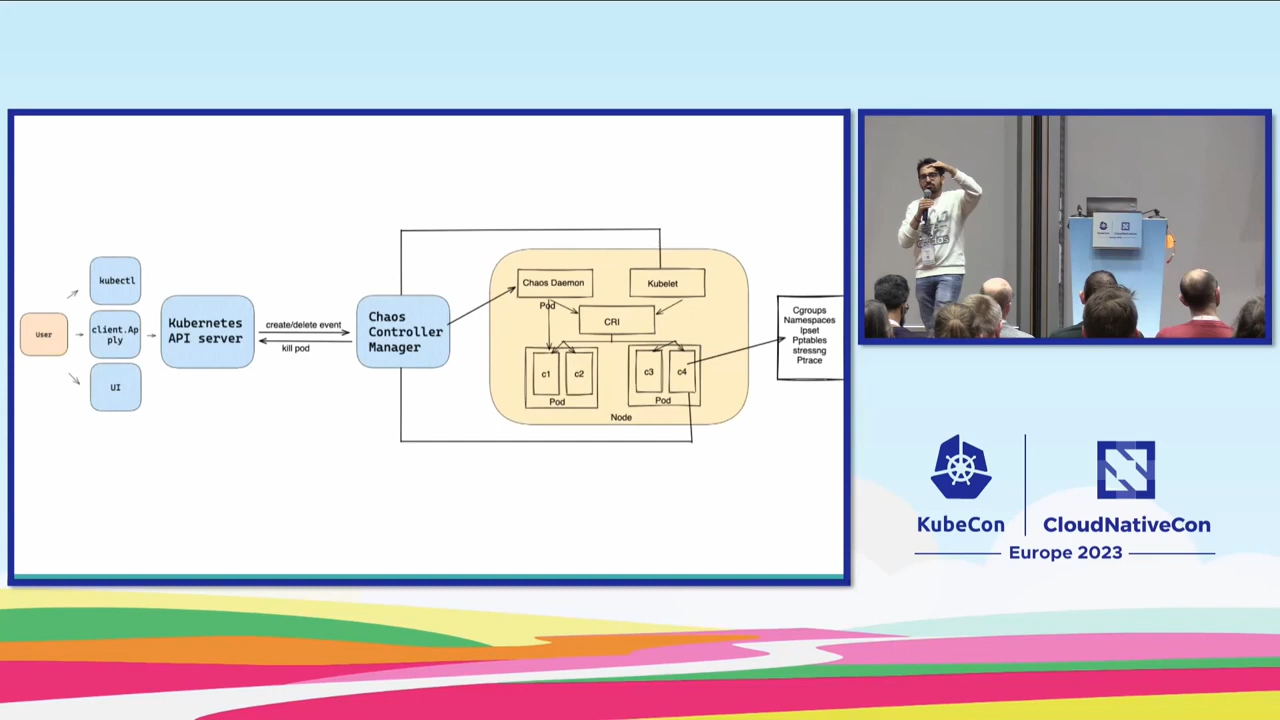 User
kubectl
client.Ap
ply
UI
Kubernetes
API server
create/delete event
kill pod
Chaos
Controller
Manager
Chaos Daemon
Kubelet
Pod
CRI
c1
c2
c3
c4
Pod
Pod
Node
Cgroups
Namespaces
Ipset
Pptables
stressng
Ptrace
KubeCon
CloudNativeCon
Europe 2023